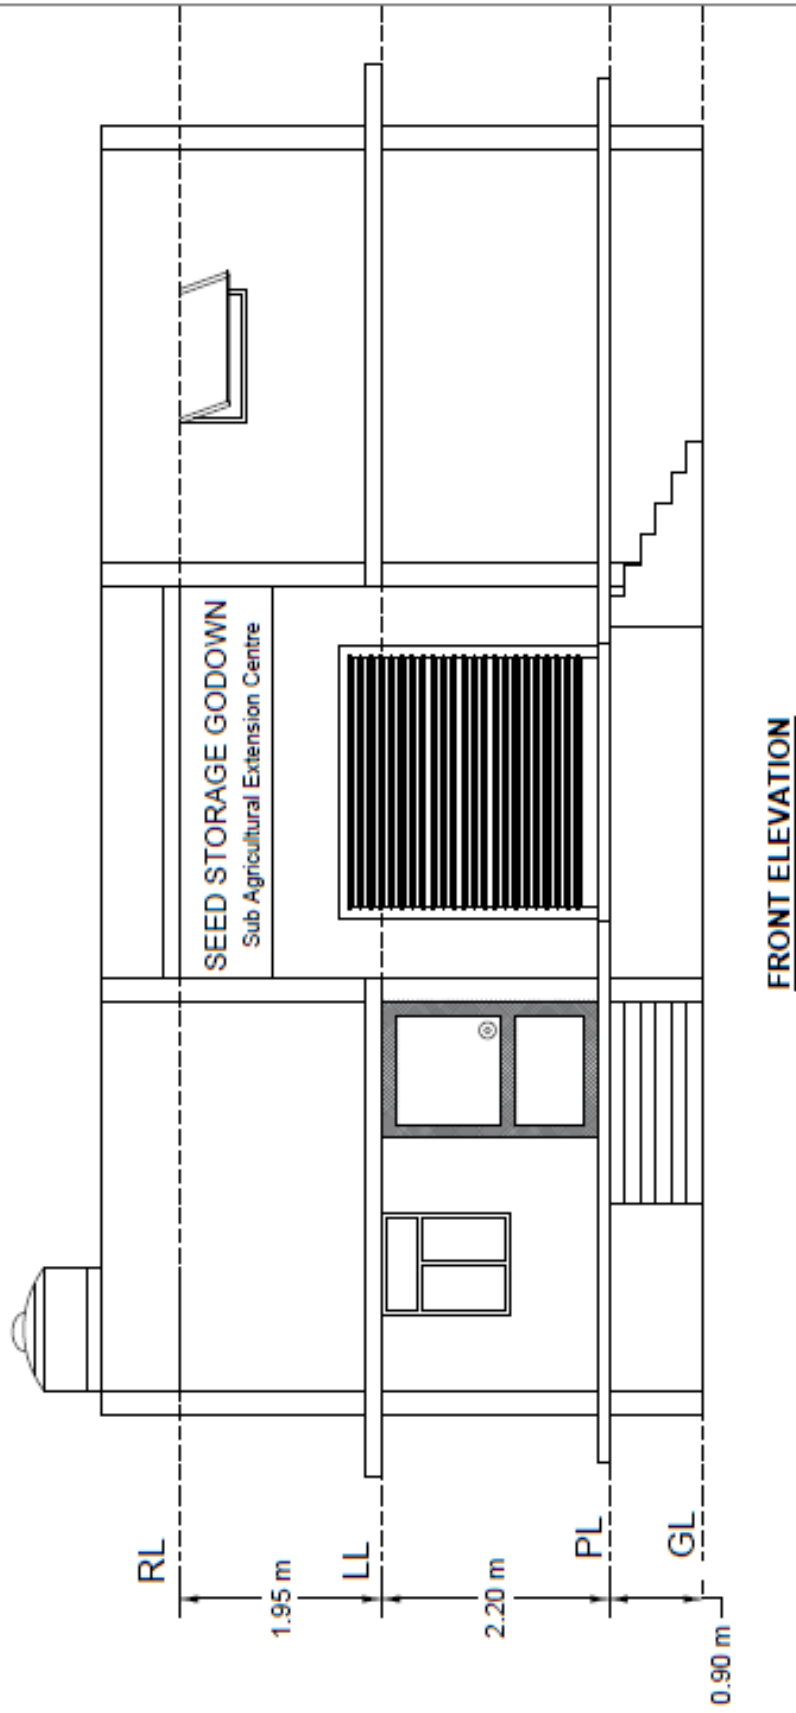 RL
1.95 m
LL
2.20 m
PL
GL
0.90 m
SEED STORAGE GODOWN
Sub Agricultural Extension Centre
FRONT ELEVATION